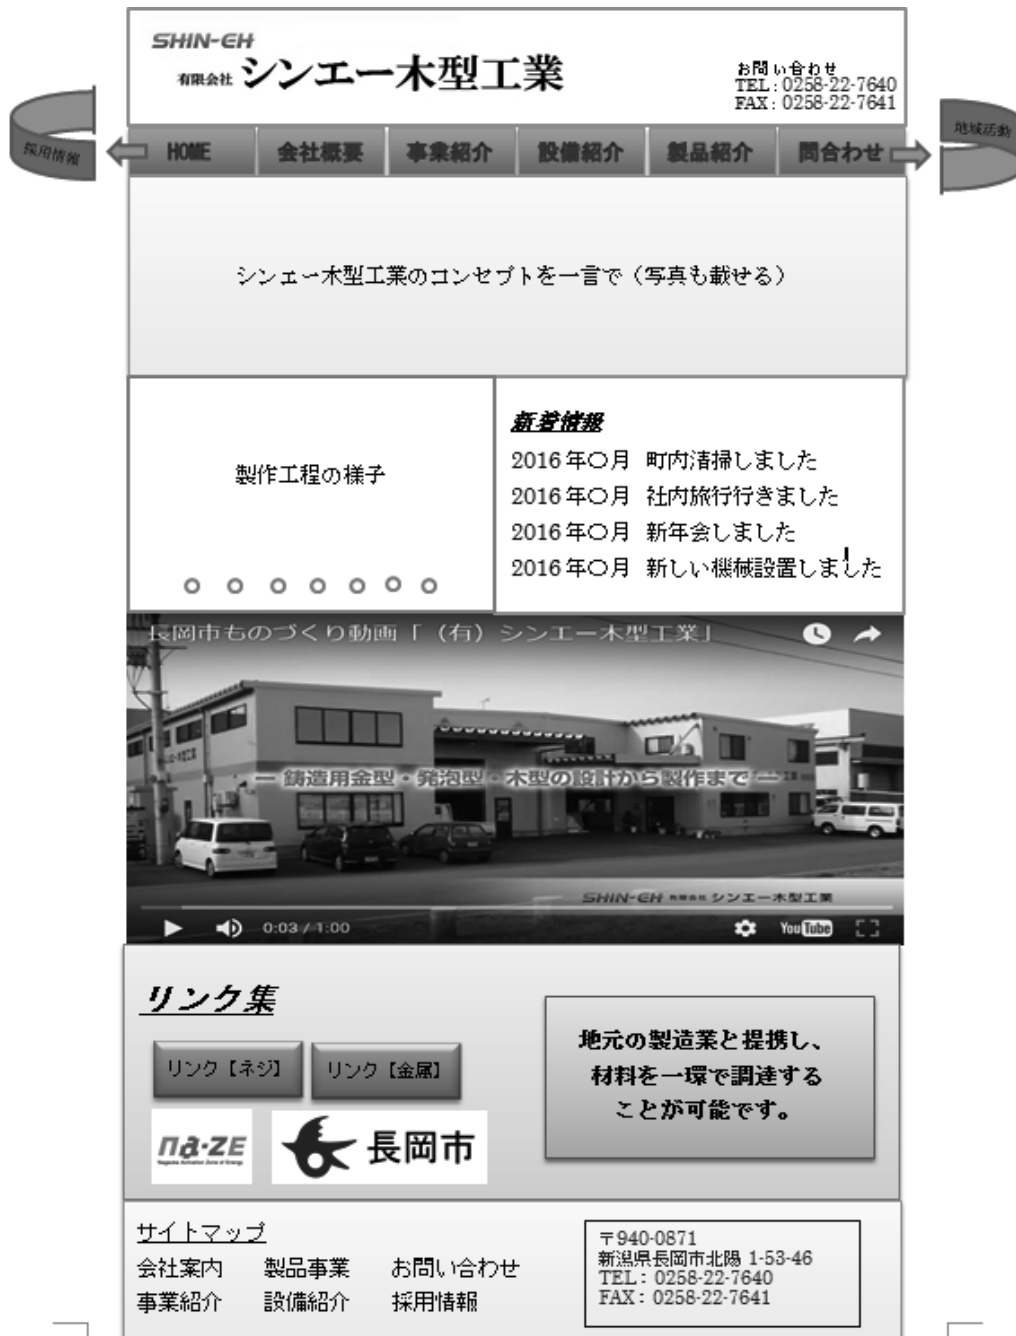 SHIN-EH
有限会社 シンエー木型工業
お問い合わせ
TEL：0258-22-7640
FAX：0258-22-7641
採用情報
地域活動
HOME 会社概要 事業紹介 設備紹介 製品紹介 問合わせ
シンエー木型工業のコンセプトを一言で（写真も載せる）
製作工程の様子
新着情報
2016年〇月 町内清掃しました
2016年〇月 社内旅行行きました
2016年〇月 新年会しました
2016年〇月 新しい機械設置しました
長岡市ものづくり動画「（有）シンエー木型工業」
― 鋳造用金型・発泡型・木型の設計から製作まで ―
SHIN-EH 有限会社 シンエー木型工業
0:03 / 1:00
YouTube
リンク集
リンク【ネジ】 リンク【金属】
地元の製造業と提携し、
材料を一環で調達する
ことが可能です。
na-ZE
Nagaoka Activation Zone of Energy
長岡市
サイトマップ
会社案内 製品事業 お問い合わせ
事業紹介 設備紹介 採用情報
〒940-0871
新潟県長岡市北陽 1-53-46
TEL：0258-22-7640
FAX：0258-22-7641